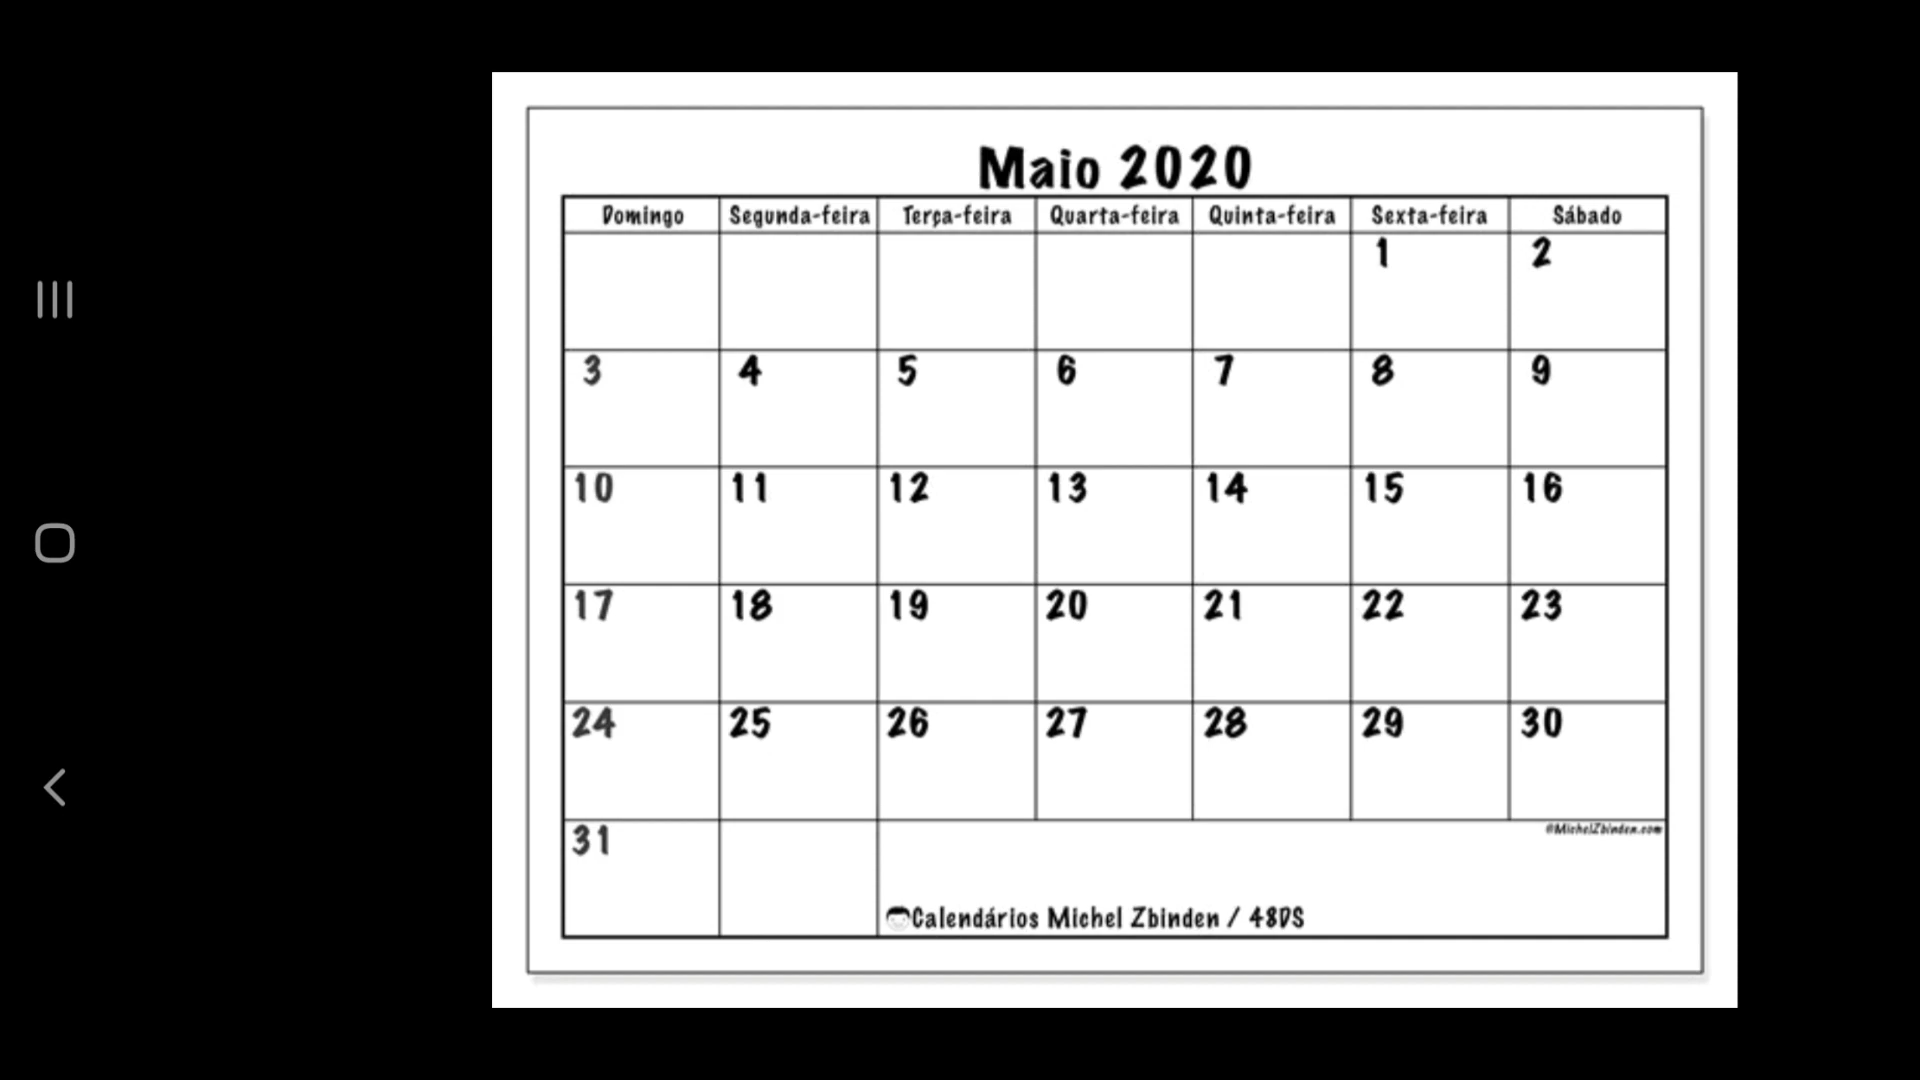 Maio 2020
Domingo Segunda-feira Terça-feira Quarta-feira Quinta-feira Sexta-feira Sábado
1 2
3 4 5 6 7 8 9
10 11 12 13 14 15 16
17 18 19 20 21 22 23
24 25 26 27 28 29 30
31
©MichelZbinden.com
Calendários Michel Zbinden / 48DS